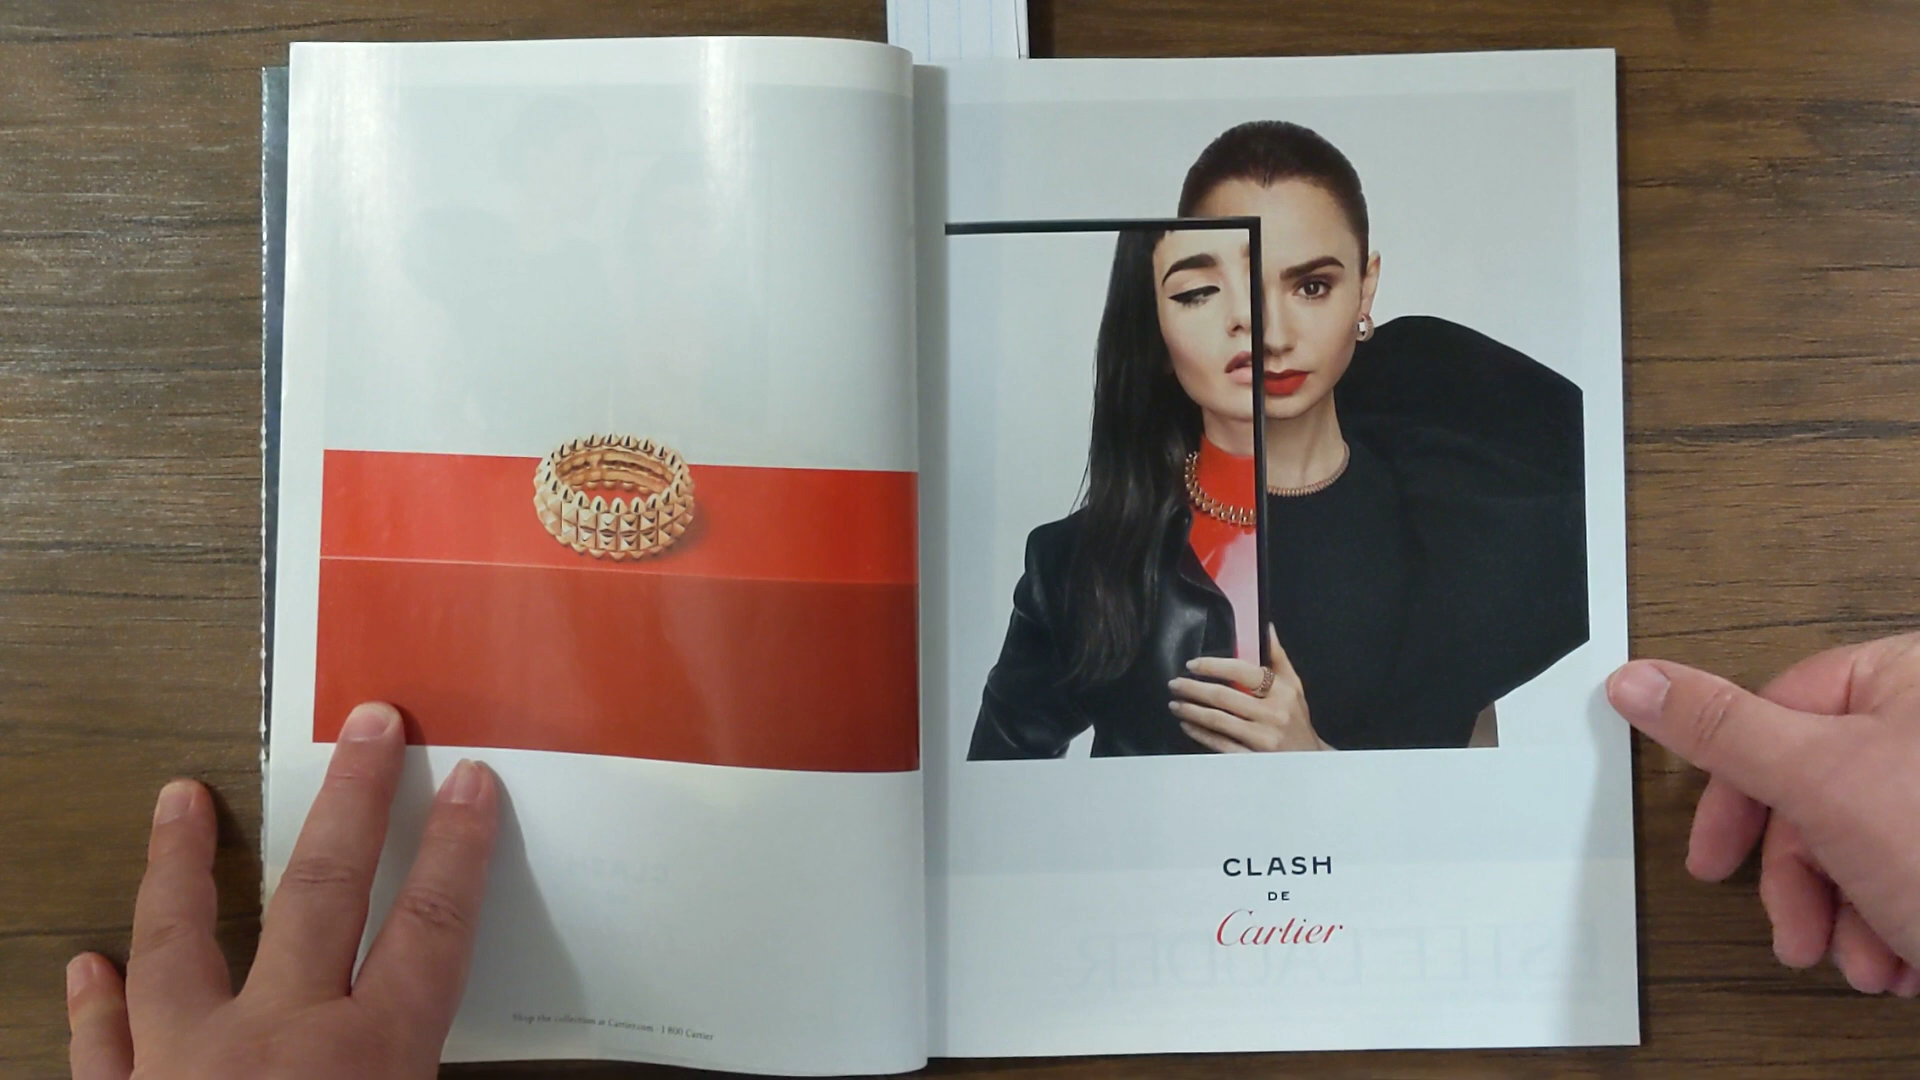 Shop the collection at Cartier.com - 1 800 Cartier
CLASH
DE
Cartier